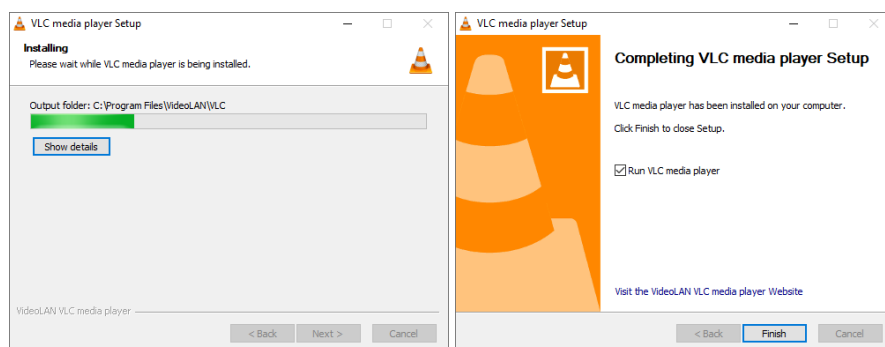 VLC media player Setup
Installing
Please wait while VLC media player is being installed.
Output folder: C:\Program Files\VideoLAN\VLC
Show details
VideoLAN VLC media player
< Back Next > Cancel
VLC media player Setup
Completing VLC media player Setup
VLC media player has been installed on your computer.
Click Finish to close Setup.
Run VLC media player
Visit the VideoLAN VLC media player Website
< Back Finish Cancel